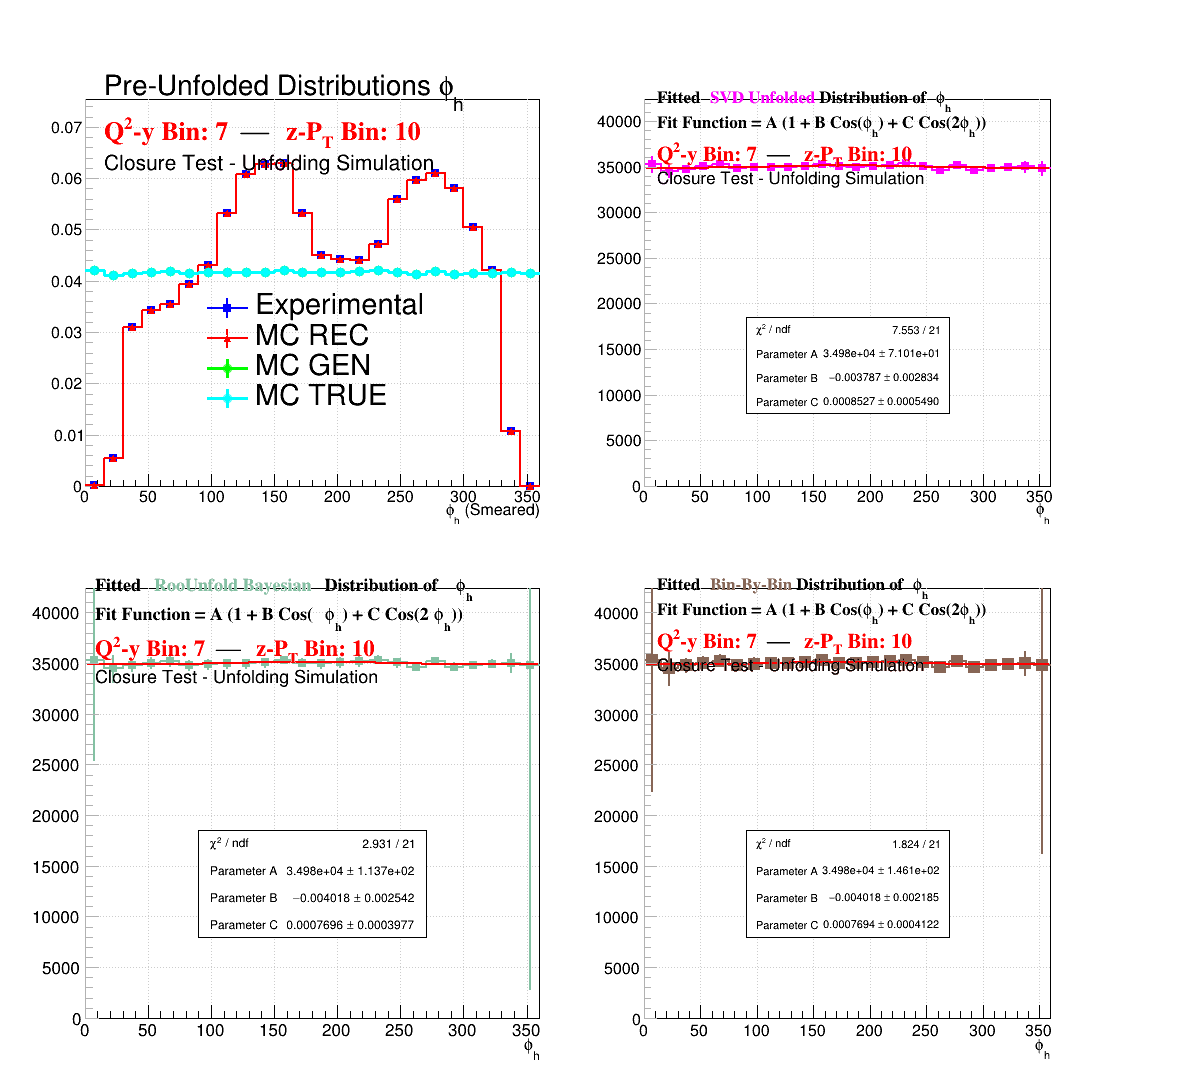 Pre-Unfolded Distributions ϕh
Q²-y Bin: 7 — z-PT Bin: 10
Closure Test - Unfolding Simulation
0.07
0.06
0.05
0.04
0.03
0.02
0.01
0
Experimental
MC REC
MC GEN
MC TRUE
0 50 100 150 200 250 300 350
ϕh (Smeared)
Fitted SVD Unfolded Distribution of ϕh
Fit Function = A (1 + B Cos(ϕh) + C Cos(2ϕh))
Q²-y Bin: 7 — z-PT Bin: 10
Closure Test - Unfolding Simulation
40000
35000
30000
25000
20000
15000
10000
5000
0
χ² / ndf 7.553 / 21
Parameter A 3.498e+04 ± 7.101e+01
Parameter B −0.003787 ± 0.002834
Parameter C 0.0008527 ± 0.0005490
0 50 100 150 200 250 300 350
ϕh
Fitted RooUnfold Bayesian Distribution of ϕh
Fit Function = A (1 + B Cos( ϕh) + C Cos(2 ϕh))
Q²-y Bin: 7 — z-PT Bin: 10
Closure Test - Unfolding Simulation
40000
35000
30000
25000
20000
15000
10000
5000
0
χ² / ndf 2.931 / 21
Parameter A 3.498e+04 ± 1.137e+02
Parameter B −0.004018 ± 0.002542
Parameter C 0.0007696 ± 0.0003977
0 50 100 150 200 250 300 350
ϕh
Fitted Bin-By-Bin Distribution of ϕh
Fit Function = A (1 + B Cos(ϕh) + C Cos(2ϕh))
Q²-y Bin: 7 — z-PT Bin: 10
Closure Test - Unfolding Simulation
40000
35000
30000
25000
20000
15000
10000
5000
0
χ² / ndf 1.824 / 21
Parameter A 3.498e+04 ± 1.461e+02
Parameter B −0.004018 ± 0.002185
Parameter C 0.0007694 ± 0.0004122
0 50 100 150 200 250 300 350
ϕh